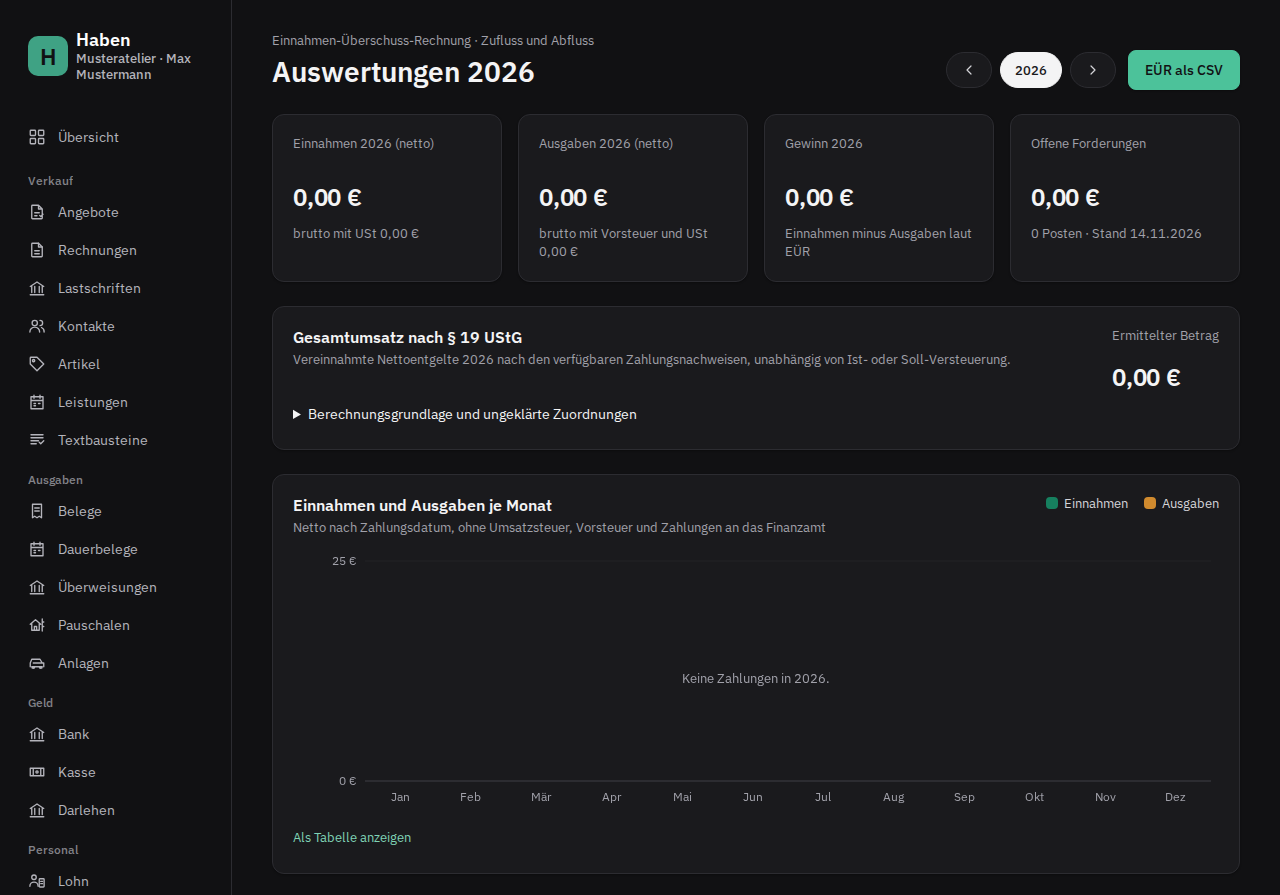 H
Haben
Musteratelier · Max
Mustermann
Übersicht
Verkauf
Angebote
Rechnungen
Lastschriften
Kontakte
Artikel
Leistungen
Textbausteine
Ausgaben
Belege
Dauerbelege
Überweisungen
Pauschalen
Anlagen
Geld
Bank
Kasse
Darlehen
Personal
Lohn
Einnahmen-Überschuss-Rechnung · Zufluss und Abfluss
Auswertungen 2026
2026
EÜR als CSV
Einnahmen 2026 (netto)
0,00 €
brutto mit USt 0,00 €
Ausgaben 2026 (netto)
0,00 €
brutto mit Vorsteuer und USt
0,00 €
Gewinn 2026
0,00 €
Einnahmen minus Ausgaben laut
EÜR
Offene Forderungen
0,00 €
0 Posten · Stand 14.11.2026
Gesamtumsatz nach § 19 UStG
Vereinnahmte Nettoentgelte 2026 nach den verfügbaren Zahlungsnachweisen, unabhängig von Ist- oder Soll-Versteuerung.
Ermittelter Betrag
0,00 €
Berechnungsgrundlage und ungeklärte Zuordnungen
Einnahmen und Ausgaben je Monat
Netto nach Zahlungsdatum, ohne Umsatzsteuer, Vorsteuer und Zahlungen an das Finanzamt
Einnahmen Ausgaben
25 €
Keine Zahlungen in 2026.
0 €
Jan Feb Mär Apr Mai Jun Jul Aug Sep Okt Nov Dez
Als Tabelle anzeigen